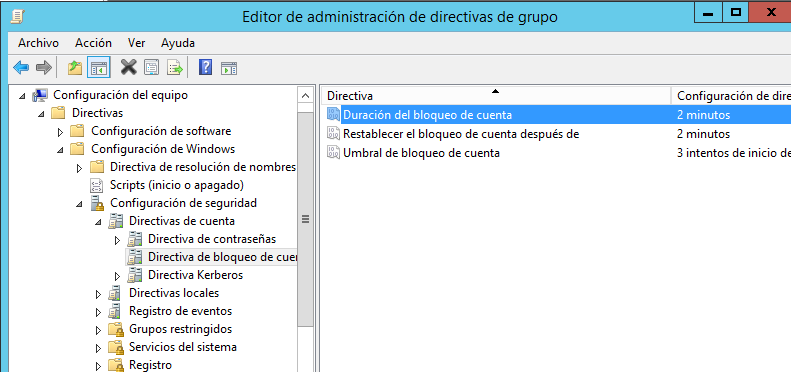 Editor de administración de directivas de grupo
Archivo Acción Ver Ayuda
Configuración del equipo
Directivas
Configuración de software
Configuración de Windows
Directiva de resolución de nombres
Scripts (inicio o apagado)
Configuración de seguridad
Directivas de cuenta
Directiva de contraseñas
Directiva de bloqueo de cuen
Directiva Kerberos
Directivas locales
Registro de eventos
Grupos restringidos
Servicios del sistema
Registro
Directiva Configuración de dire
Duración del bloqueo de cuenta 2 minutos
Restablecer el bloqueo de cuenta después de 2 minutos
Umbral de bloqueo de cuenta 3 intentos de inicio de